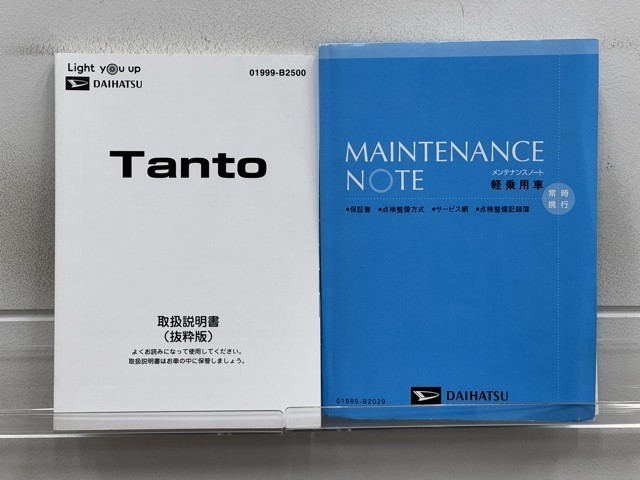 Light you up
DAIHATSU
01999-B2500
Tanto
取扱説明書
（抜粋版）
よくお読みになって使用してください。
取扱説明書はお車の中に保管しましょう。
MAINTENANCE
NOTE
メンテナンスノート
軽乗用車
常時
携行
●保証書 ●点検整備方式 ●サービス網 ●点検整備記録簿
01989-B2029
DAIHATSU